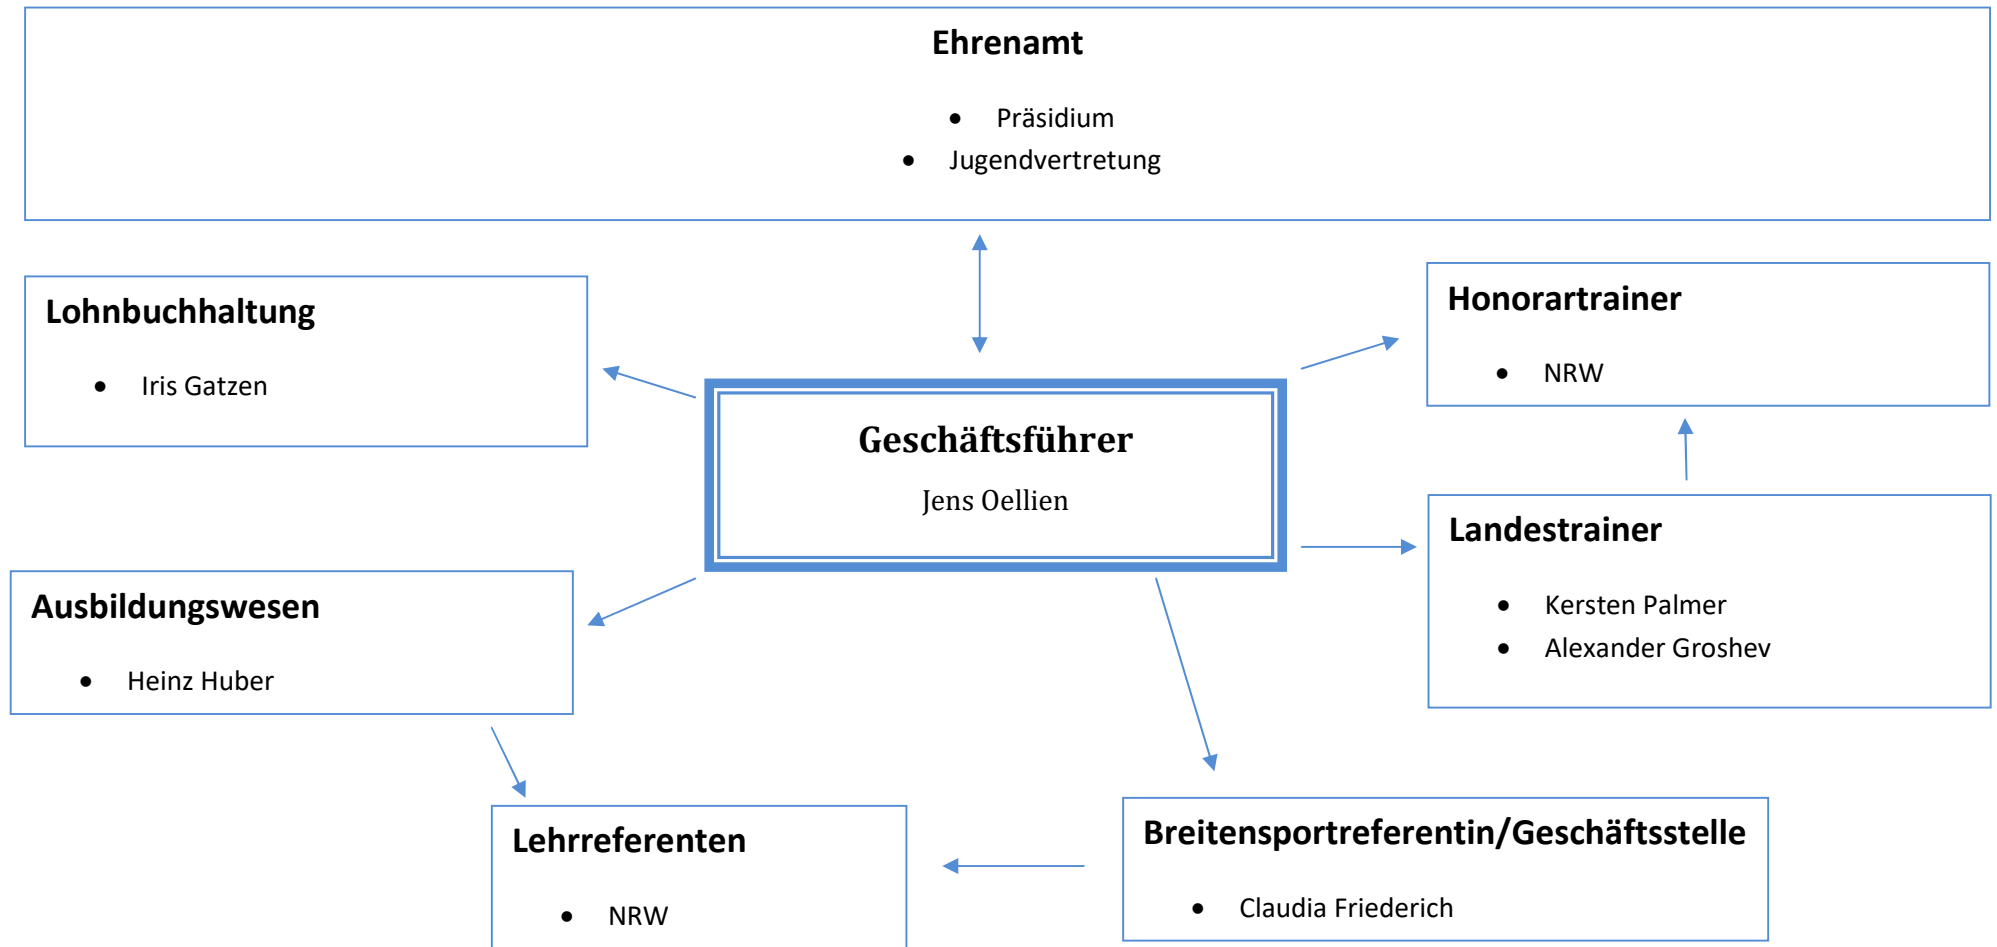 Ehrenamt
• Präsidium
• Jugendvertretung
Lohnbuchhaltung
• Iris Gatzen
Honorartrainer
• NRW
Geschäftsführer
Jens Oellien
Landestrainer
• Kersten Palmer
• Alexander Groshev
Ausbildungswesen
• Heinz Huber
Lehrreferenten
• NRW
Breitensportreferentin/Geschäftsstelle
• Claudia Friederich